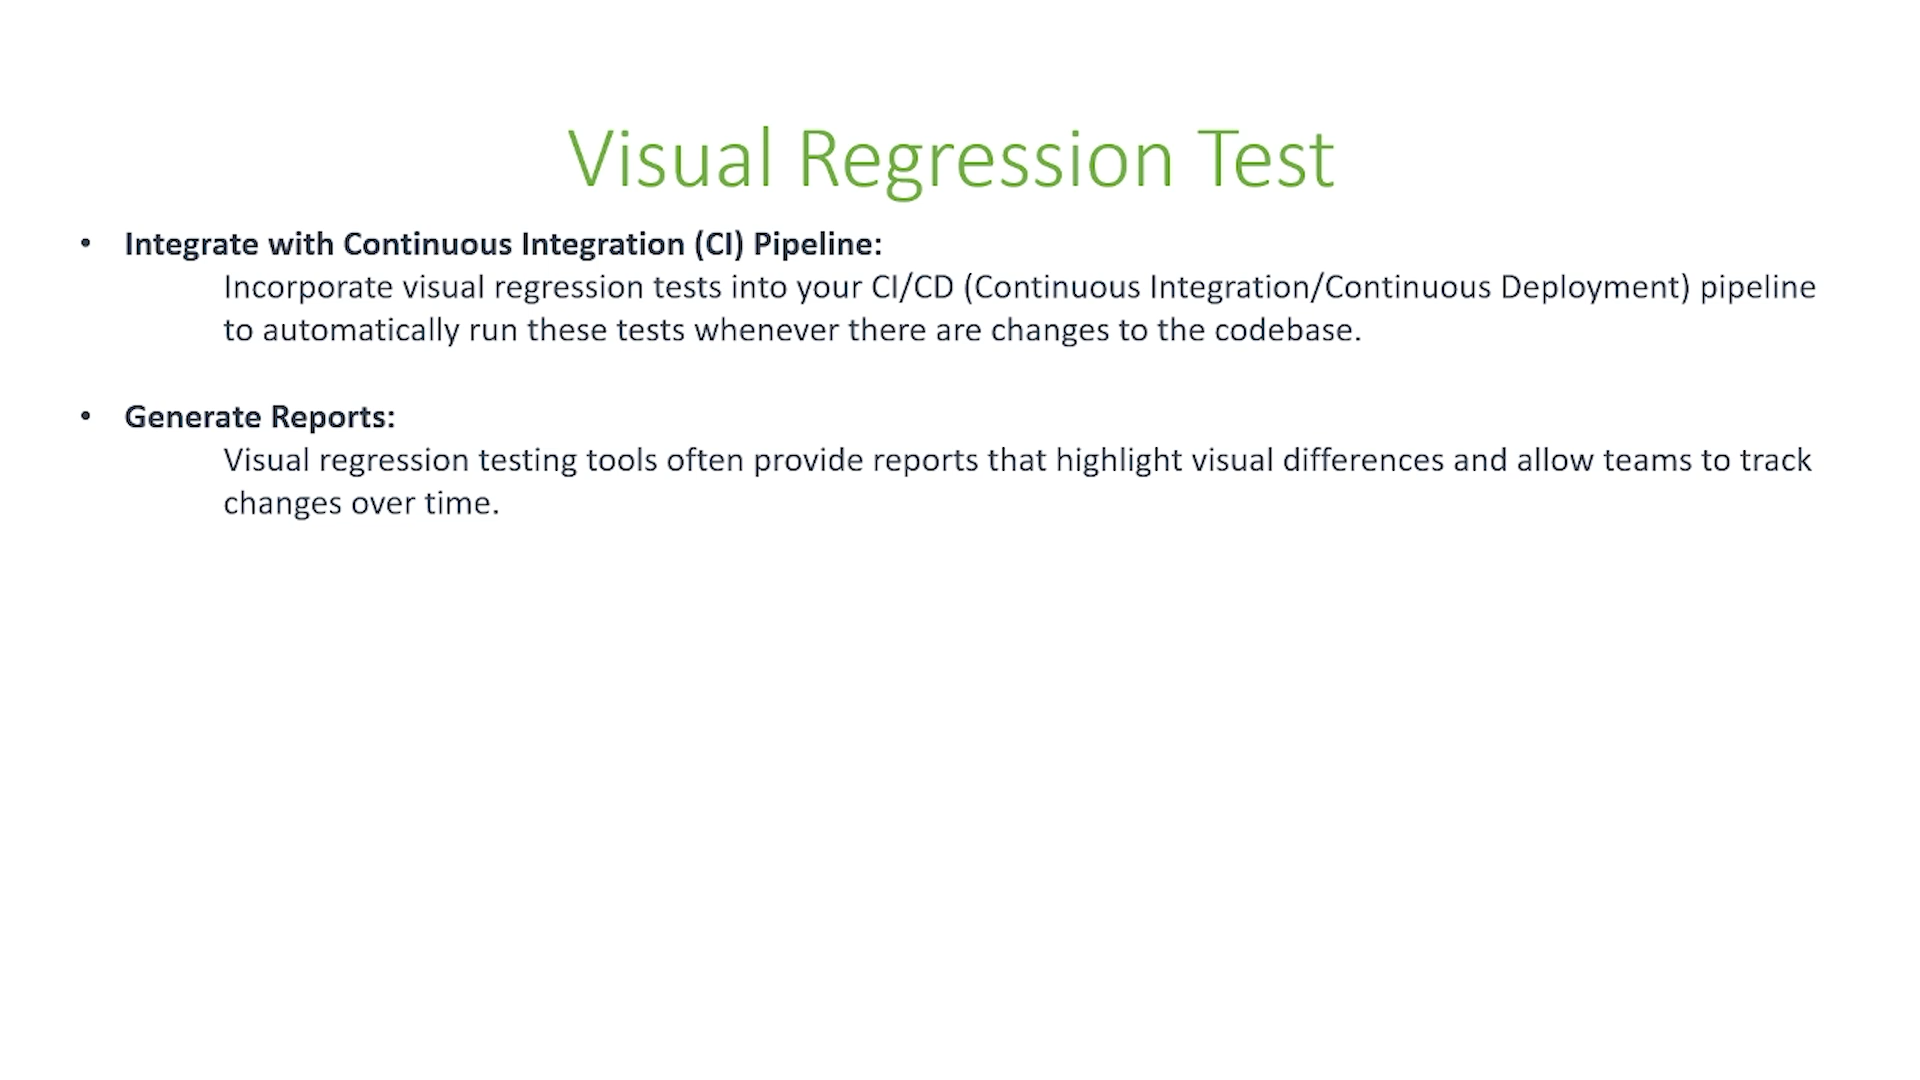 Visual Regression Test
• Integrate with Continuous Integration (CI) Pipeline:
Incorporate visual regression tests into your CI/CD (Continuous Integration/Continuous Deployment) pipeline
to automatically run these tests whenever there are changes to the codebase.
• Generate Reports:
Visual regression testing tools often provide reports that highlight visual differences and allow teams to track
changes over time.